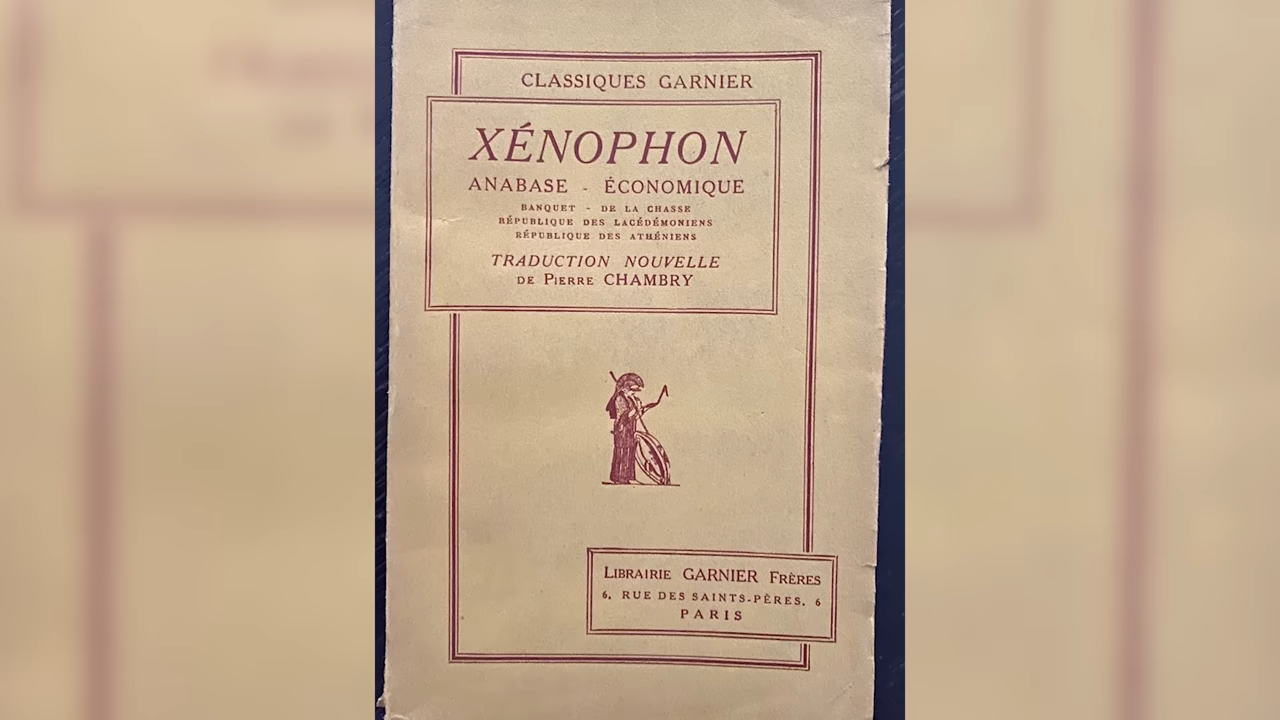 CLASSIQUES GARNIER
XÉNOPHON
ANABASE - ÉCONOMIQUE
BANQUET - DE LA CHASSE
RÉPUBLIQUE DES LACÉDÉMONIENS
RÉPUBLIQUE DES ATHÉNIENS
TRADUCTION NOUVELLE
DE PIERRE CHAMBRY
LIBRAIRIE GARNIER FRÈRES
6, RUE DES SAINTS-PÈRES, 6
PARIS